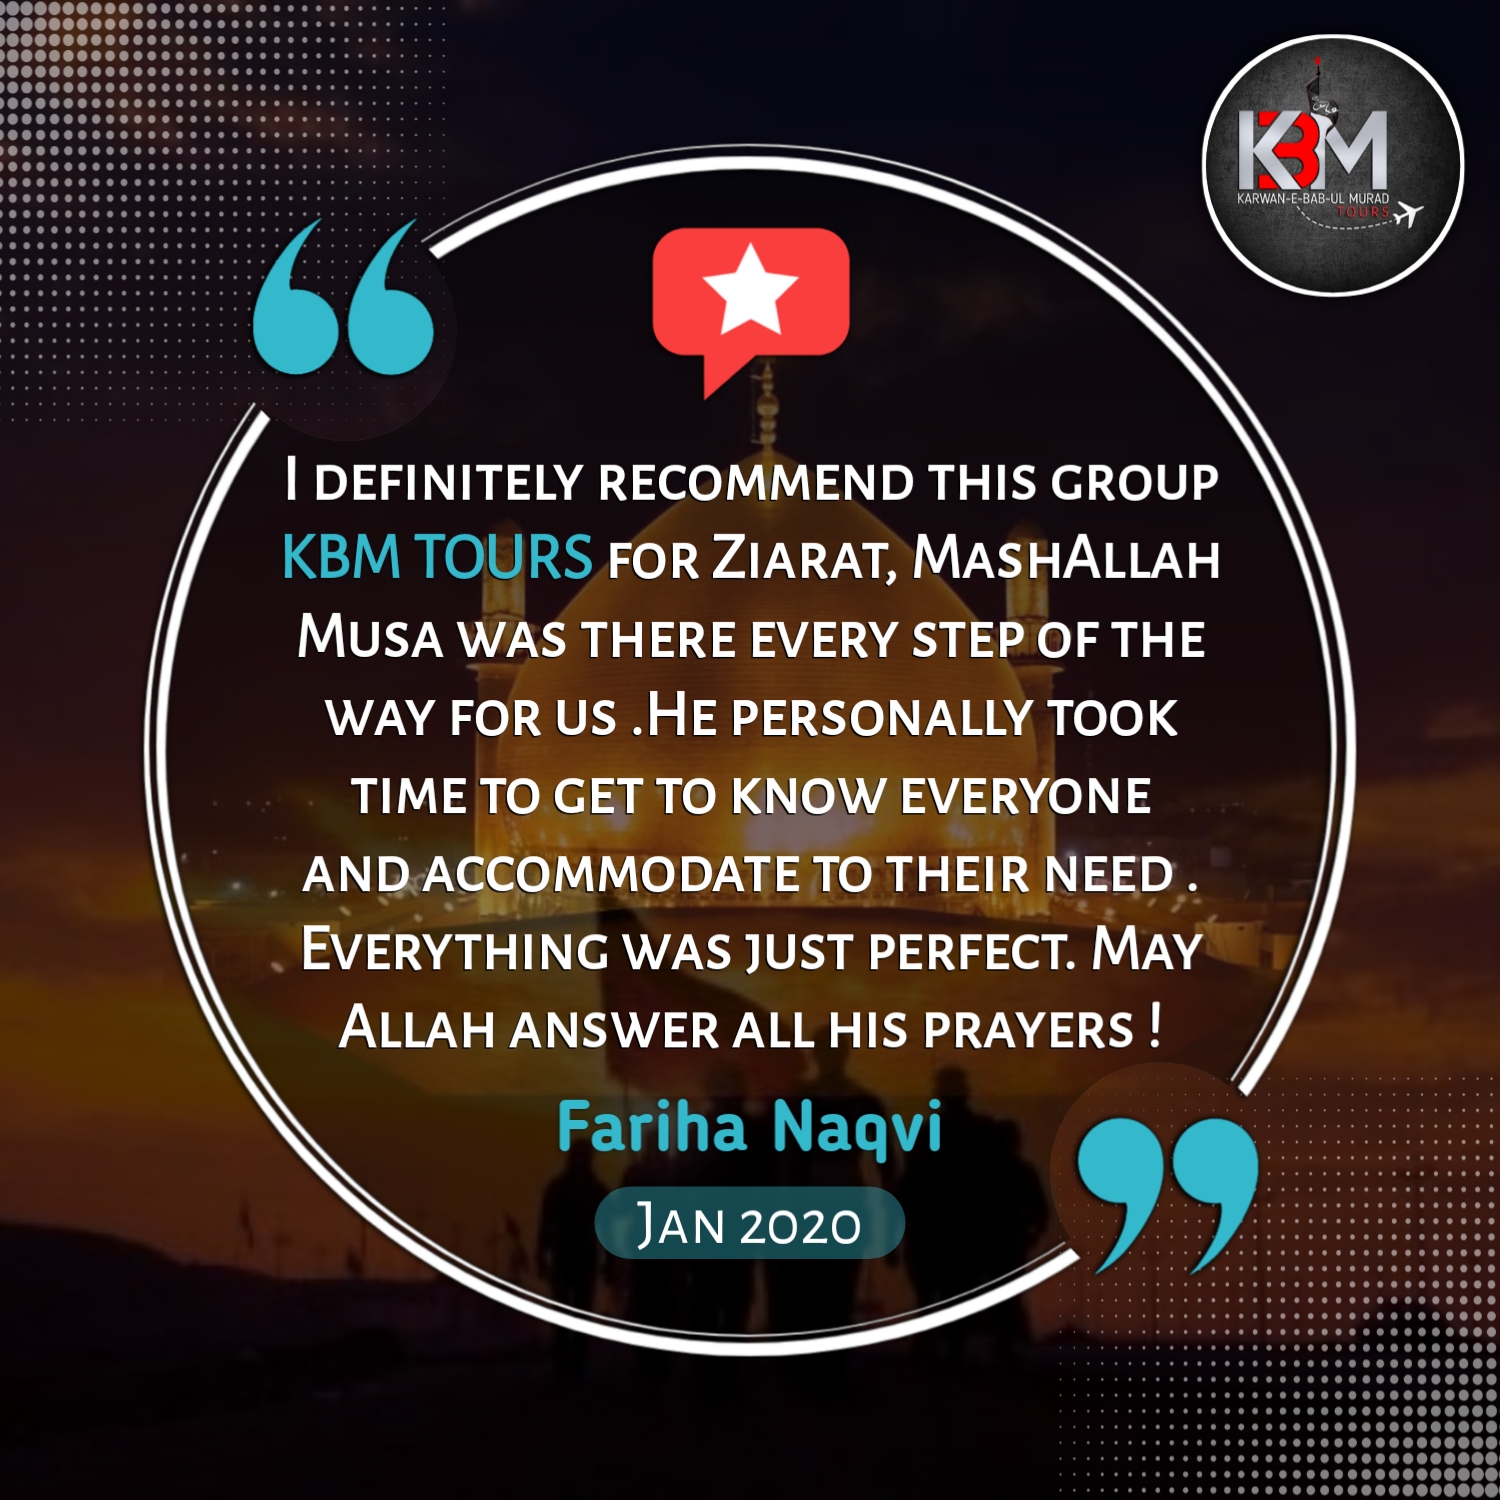 KBM
KARWAN-E-BAB-UL MURAD
TOURS
I DEFINITELY RECOMMEND THIS GROUP
KBM TOURS FOR ZIARAT, MASHALLAH
MUSA WAS THERE EVERY STEP OF THE
WAY FOR US .HE PERSONALLY TOOK
TIME TO GET TO KNOW EVERYONE
AND ACCOMMODATE TO THEIR NEED .
EVERYTHING WAS JUST PERFECT. MAY
ALLAH ANSWER ALL HIS PRAYERS !
Fariha Naqvi
JAN 2020